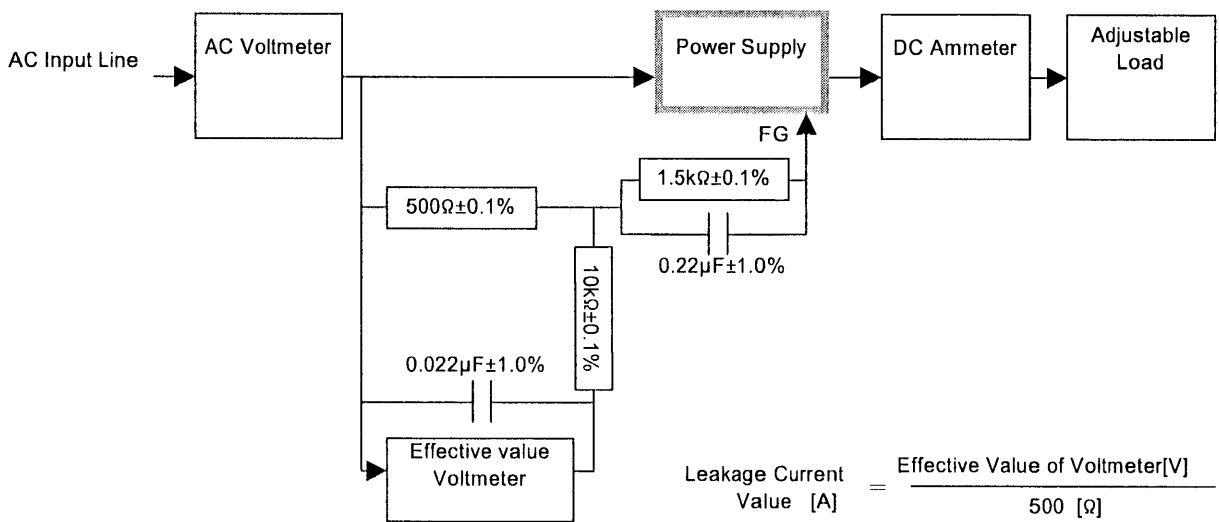 AC Input Line
AC Voltmeter
Power Supply
DC Ammeter
Adjustable
Load
FG
500Ω±0.1%
1.5kΩ±0.1%
0.22µF±1.0%
10kΩ±0.1%
0.022µF±1.0%
Effective value
Voltmeter
Leakage Current
Value [A]
=
Effective Value of Voltmeter[V]
500 [Ω]